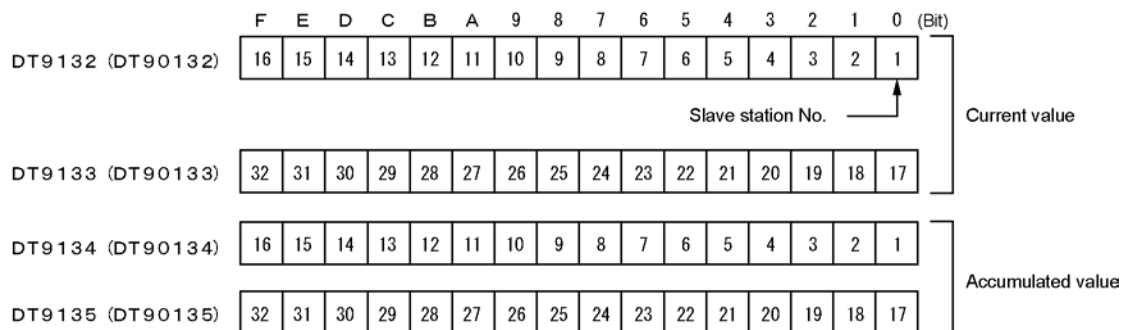 F E D C B A 9 8 7 6 5 4 3 2 1 0 (Bit)
DT9132 (DT90132) 16 15 14 13 12 11 10 9 8 7 6 5 4 3 2 1
Slave station No.
Current value
DT9133 (DT90133) 32 31 30 29 28 27 26 25 24 23 22 21 20 19 18 17
DT9134 (DT90134) 16 15 14 13 12 11 10 9 8 7 6 5 4 3 2 1
Accumulated value
DT9135 (DT90135) 32 31 30 29 28 27 26 25 24 23 22 21 20 19 18 17